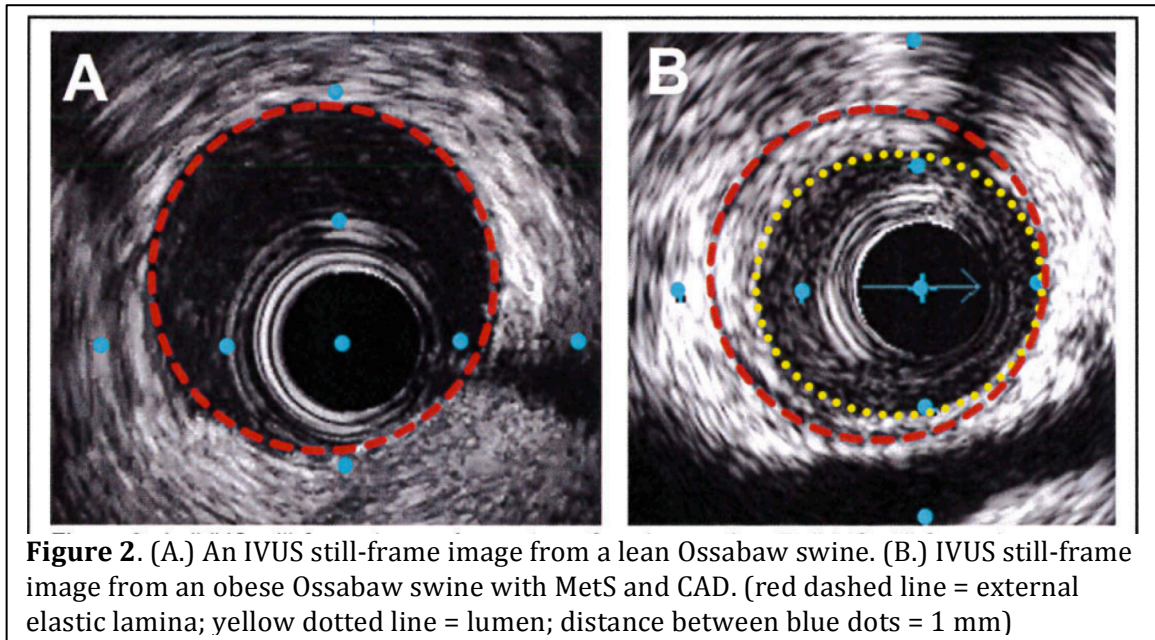 A
B
Figure 2. (A.) An IVUS still-frame image from a lean Ossabaw swine. (B.) IVUS still-frame
image from an obese Ossabaw swine with MetS and CAD. (red dashed line = external
elastic lamina; yellow dotted line = lumen; distance between blue dots = 1 mm)